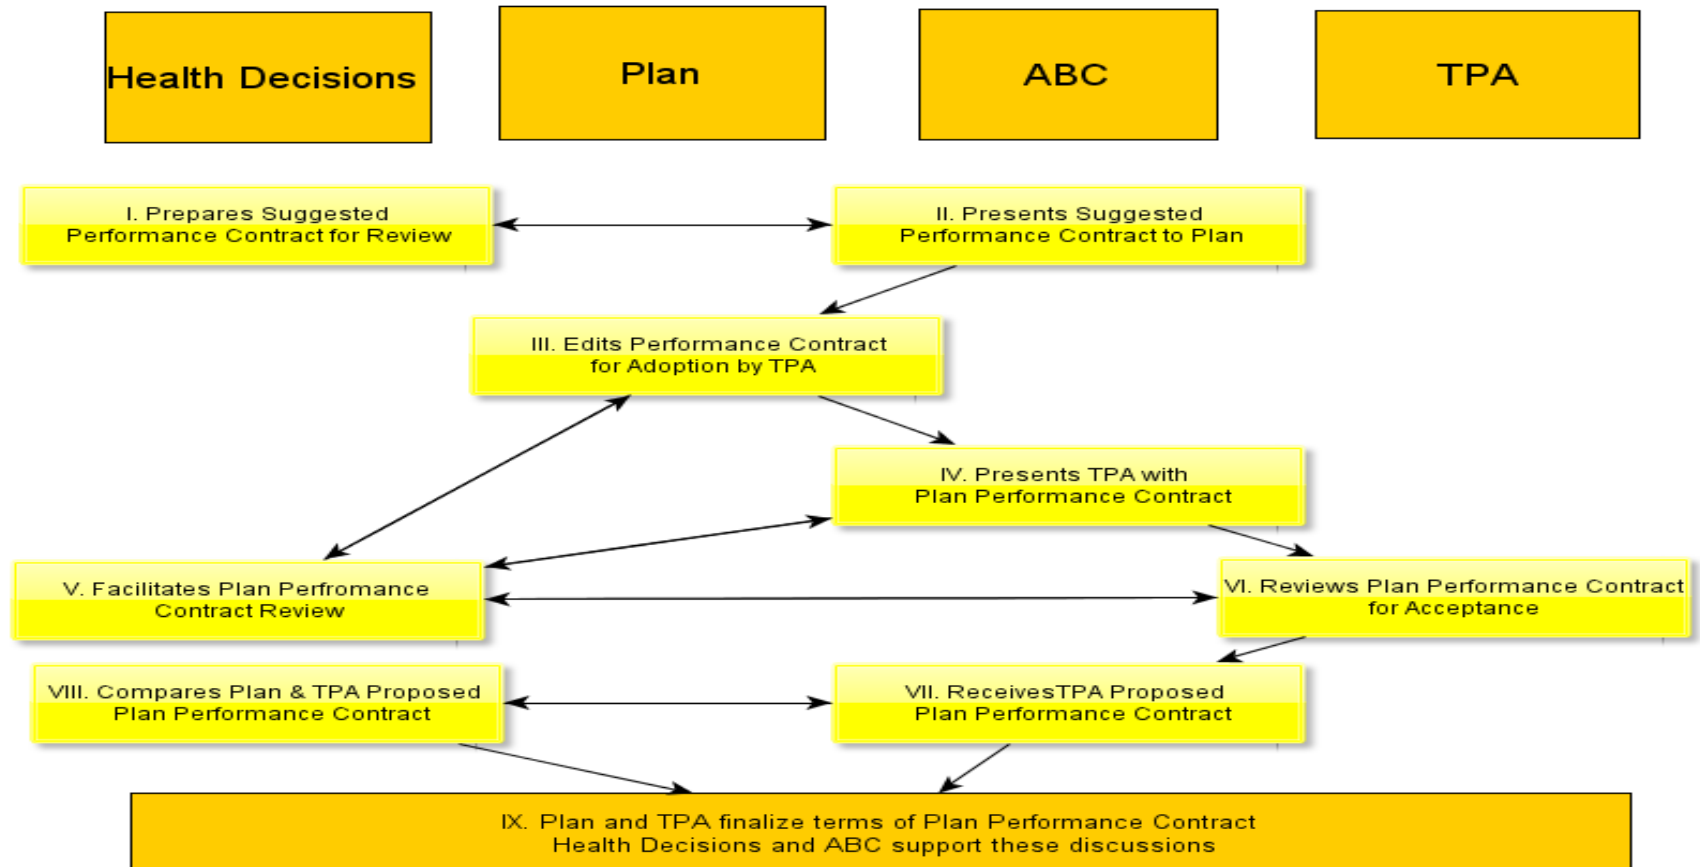 Health Decisions
Plan
ABC
TPA
I. Prepares Suggested
Performance Contract for Review
II. Presents Suggested
Performance Contract to Plan
III. Edits Performance Contract
for Adoption by TPA
IV. Presents TPA with
Plan Performance Contract
V. Facilitates Plan Perfromance
Contract Review
VI. Reviews Plan Performance Contract
for Acceptance
VIII. Compares Plan & TPA Proposed
Plan Performance Contract
VII. ReceivesTPA Proposed
Plan Performance Contract
IX. Plan and TPA finalize terms of Plan Performance Contract
Health Decisions and ABC support these discussions